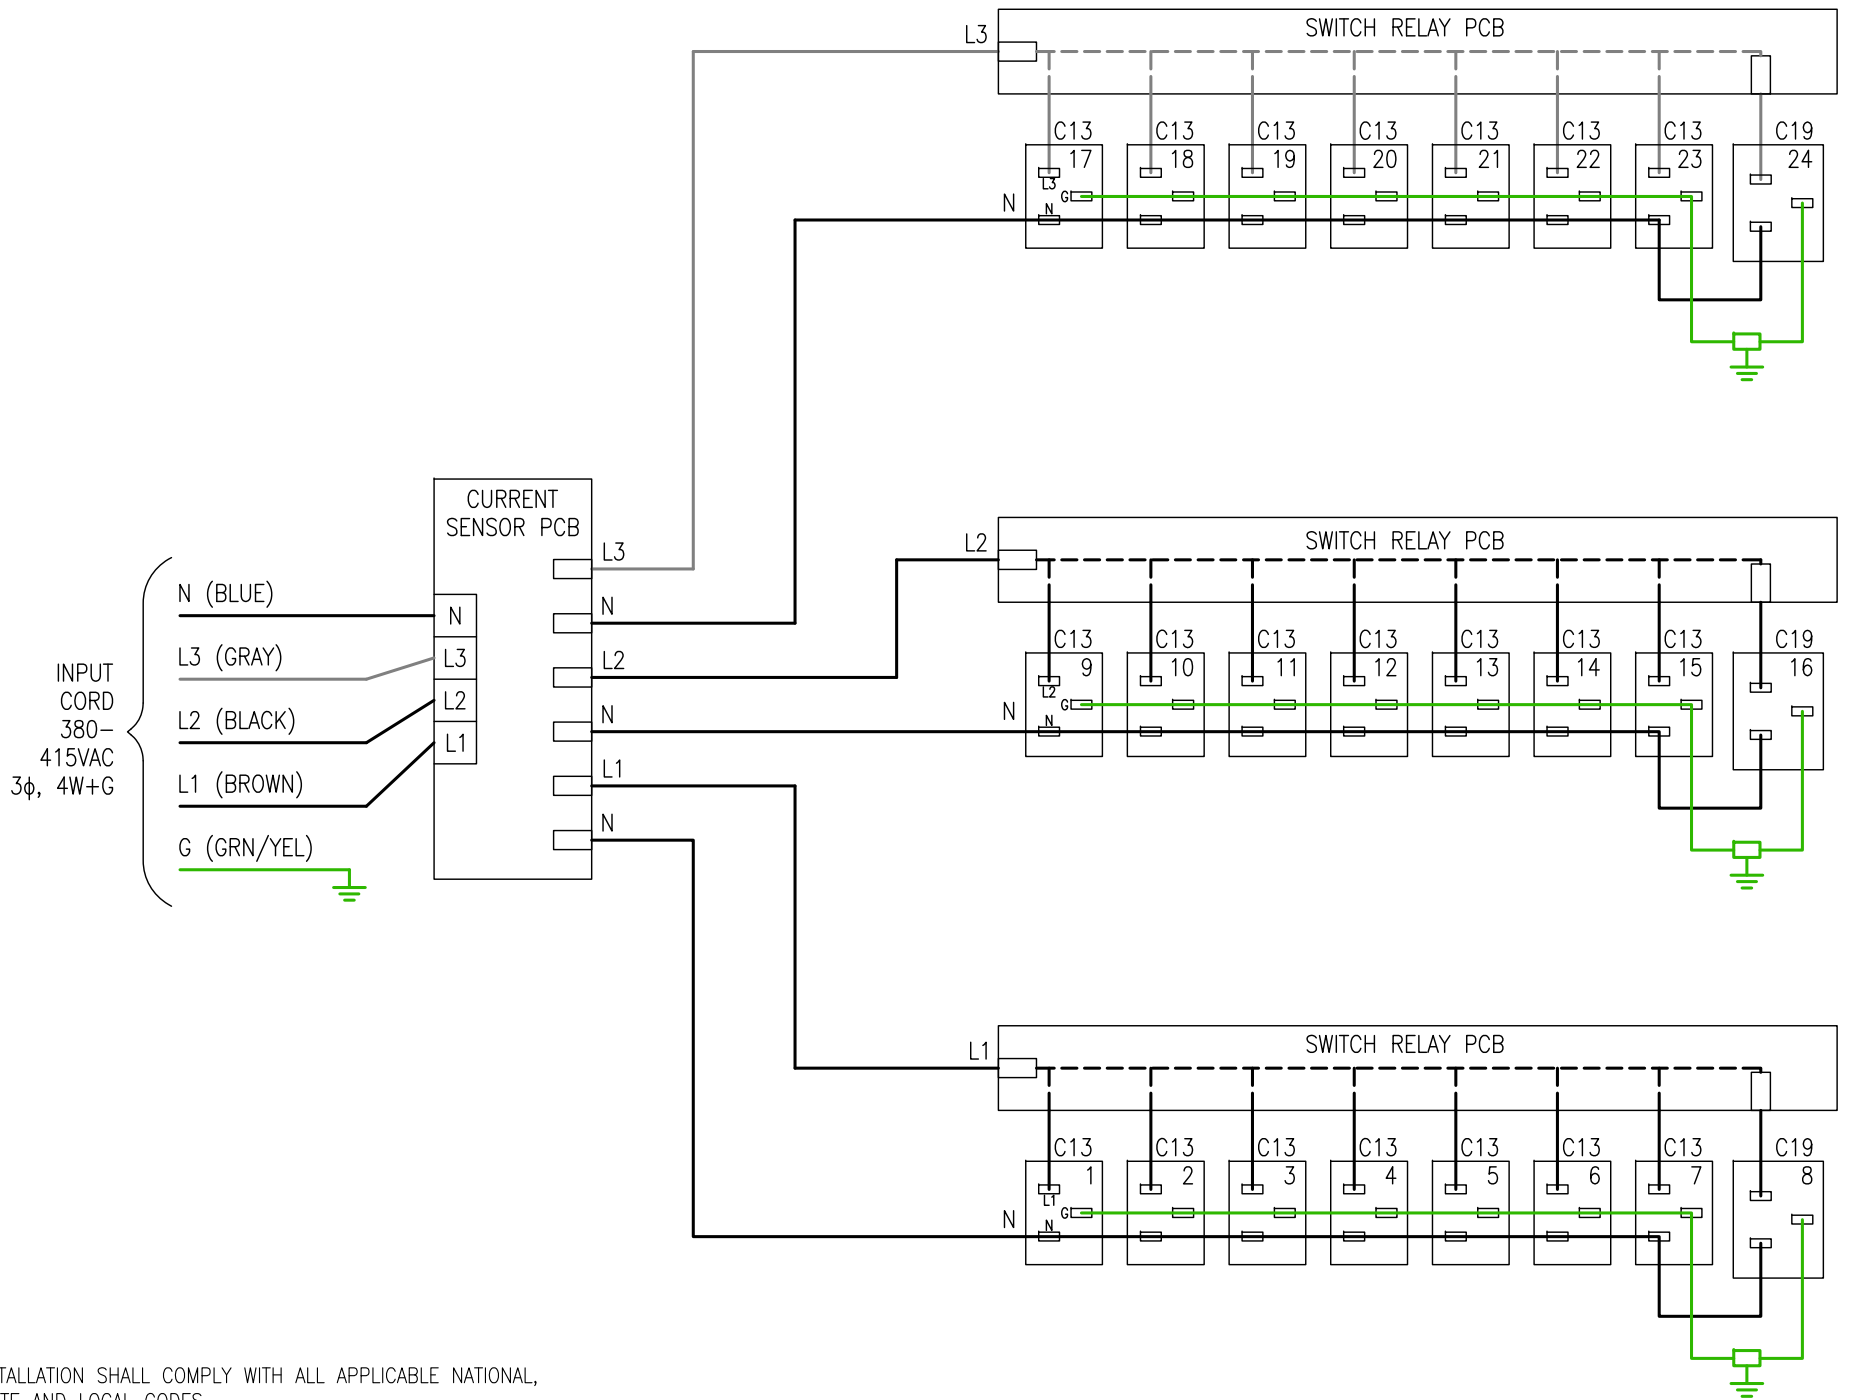 SWITCH RELAY PCB
L3
C13 C13 C13 C13 C13 C13 C13 C19
17 18 19 20 21 22 23 24
L3
G
N
N
CURRENT
SENSOR PCB
L3
N
L2
N
L1
N
N
L3
L2
L1
N (BLUE)
L3 (GRAY)
L2 (BLACK)
L1 (BROWN)
G (GRN/YEL)
INPUT
CORD
380-
415VAC
3ϕ, 4W+G
SWITCH RELAY PCB
L2
C13 C13 C13 C13 C13 C13 C13 C19
9 10 11 12 13 14 15 16
L2
G
N
N
SWITCH RELAY PCB
L1
C13 C13 C13 C13 C13 C13 C13 C19
1 2 3 4 5 6 7 8
L1
G
N
N
TALLATION SHALL COMPLY WITH ALL APPLICABLE NATIONAL,
TE AND LOCAL CODES